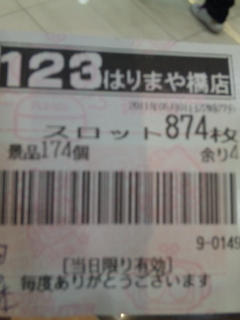 123はりまや橋店
スロット 874枚
景品174個 余り4
9-0149
[当日限り有効]
毎度ありがとうございます